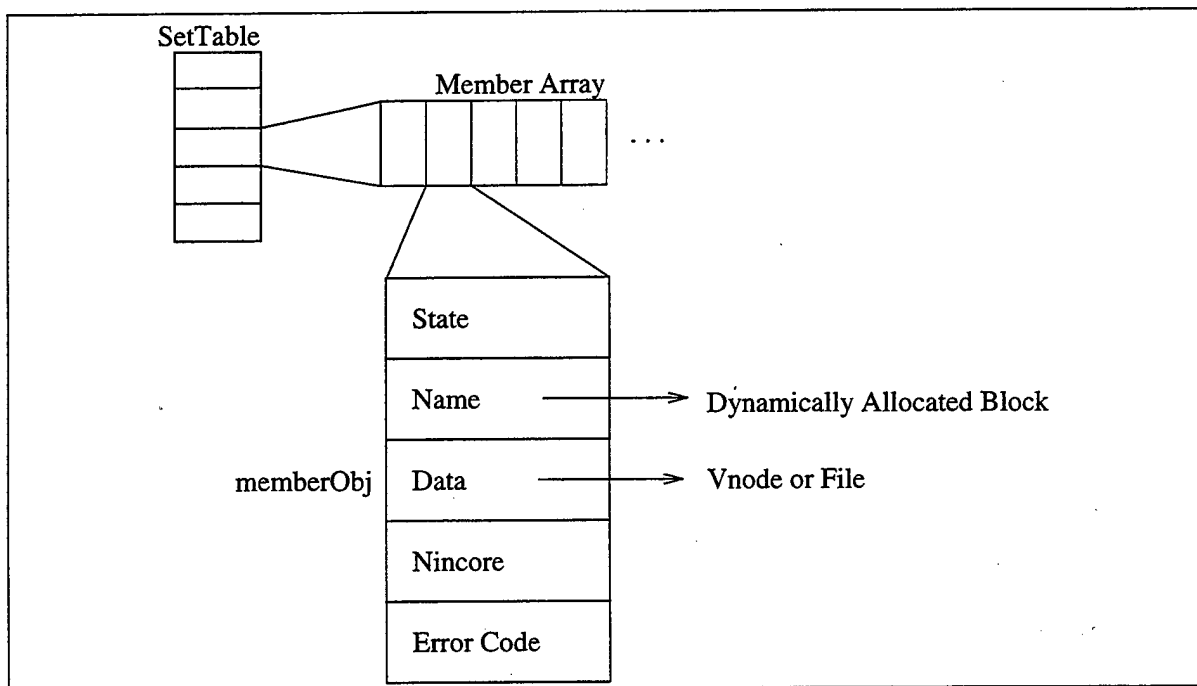 SetTable
Member Array
. . .
State
Name
Dynamically Allocated Block
memberObj
Data
Vnode or File
Nincore
Error Code